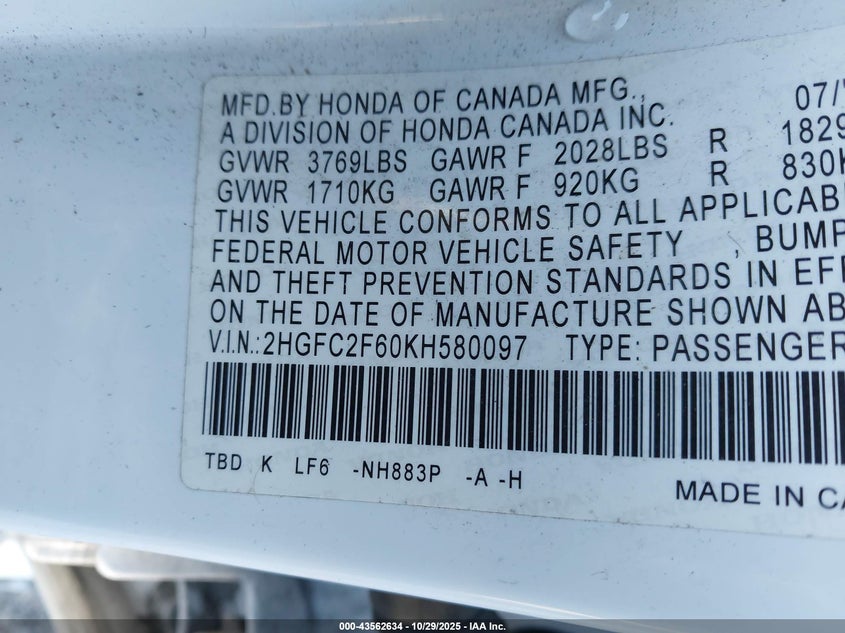 MFD.BY HONDA OF CANADA MFG.,
07/
A DIVISION OF HONDA CANADA INC.
GVWR 3769LBS GAWR F 2028LBS R 1829
GVWR 1710KG GAWR F 920KG R 830K
THIS VEHICLE CONFORMS TO ALL APPLICABL
FEDERAL MOTOR VEHICLE SAFETY , BUMP
AND THEFT PREVENTION STANDARDS IN EFF
ON THE DATE OF MANUFACTURE SHOWN AB
V.I.N.:2HGFC2F60KH580097 TYPE: PASSENGER
TBD K LF6 -NH883P -A -H
MADE IN CA
000-43562634 | 10/29/2025 - IAA Inc.